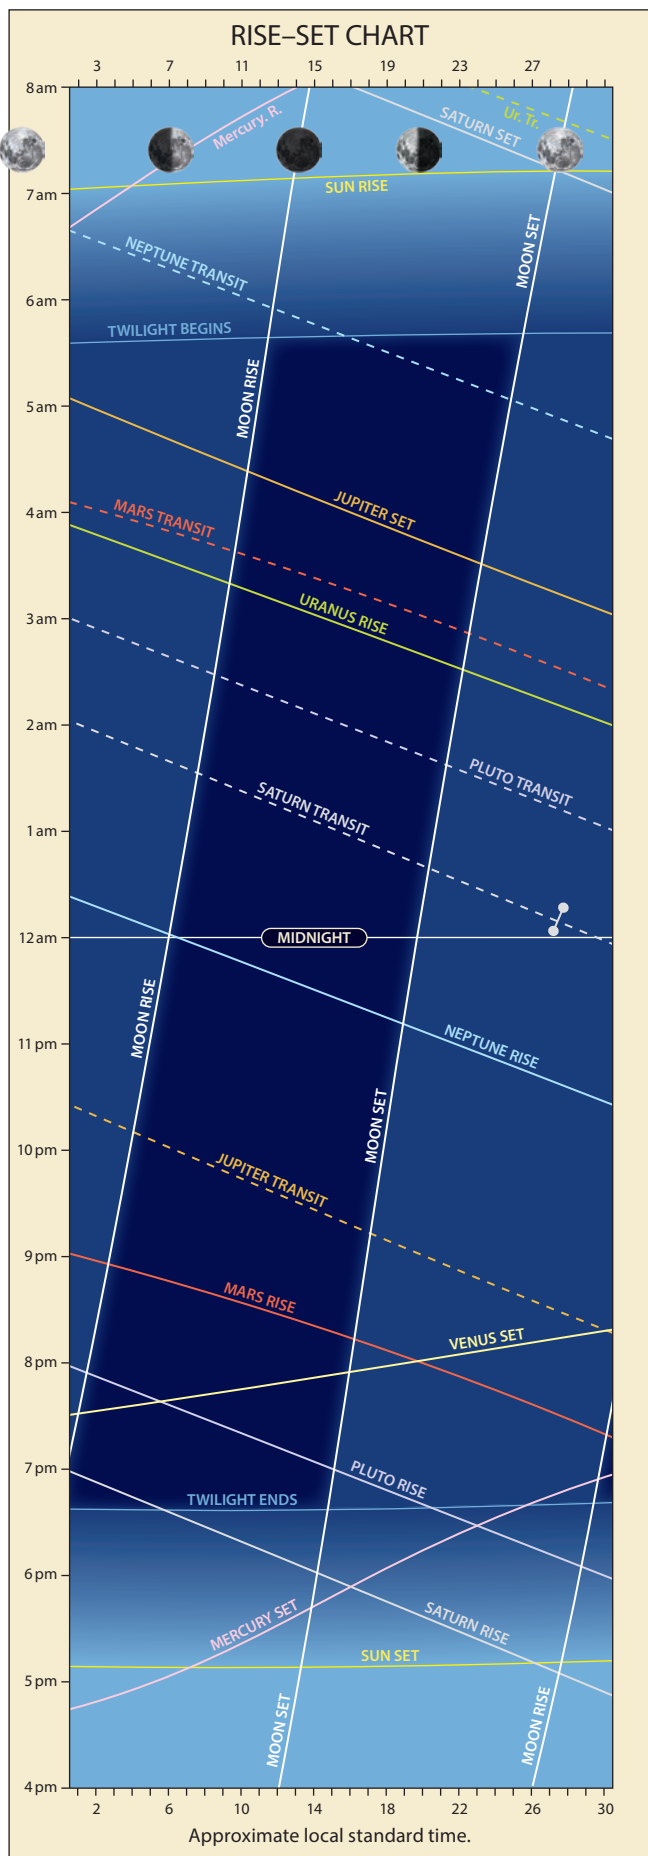 RISE–SET CHART
3 7 11 15 19 23 27
8 am
Ur. Tr.
Mercury. R.
SATURN SET
SUN RISE
7 am
MOON SET
NEPTUNE TRANSIT
6 am
TWILIGHT BEGINS
MOON RISE
5 am
JUPITER SET
4 am
MARS TRANSIT
URANUS RISE
3 am
2 am
PLUTO TRANSIT
SATURN TRANSIT
1 am
12 am
MIDNIGHT
MOON RISE
11 pm
NEPTUNE RISE
MOON SET
10 pm
JUPITER TRANSIT
9 pm
MARS RISE
VENUS SET
8 pm
7 pm
PLUTO RISE
TWILIGHT ENDS
6 pm
MERCURY SET
SATURN RISE
SUN SET
5 pm
MOON SET
MOON RISE
4 pm
2 6 10 14 18 22 26 30
Approximate local standard time.